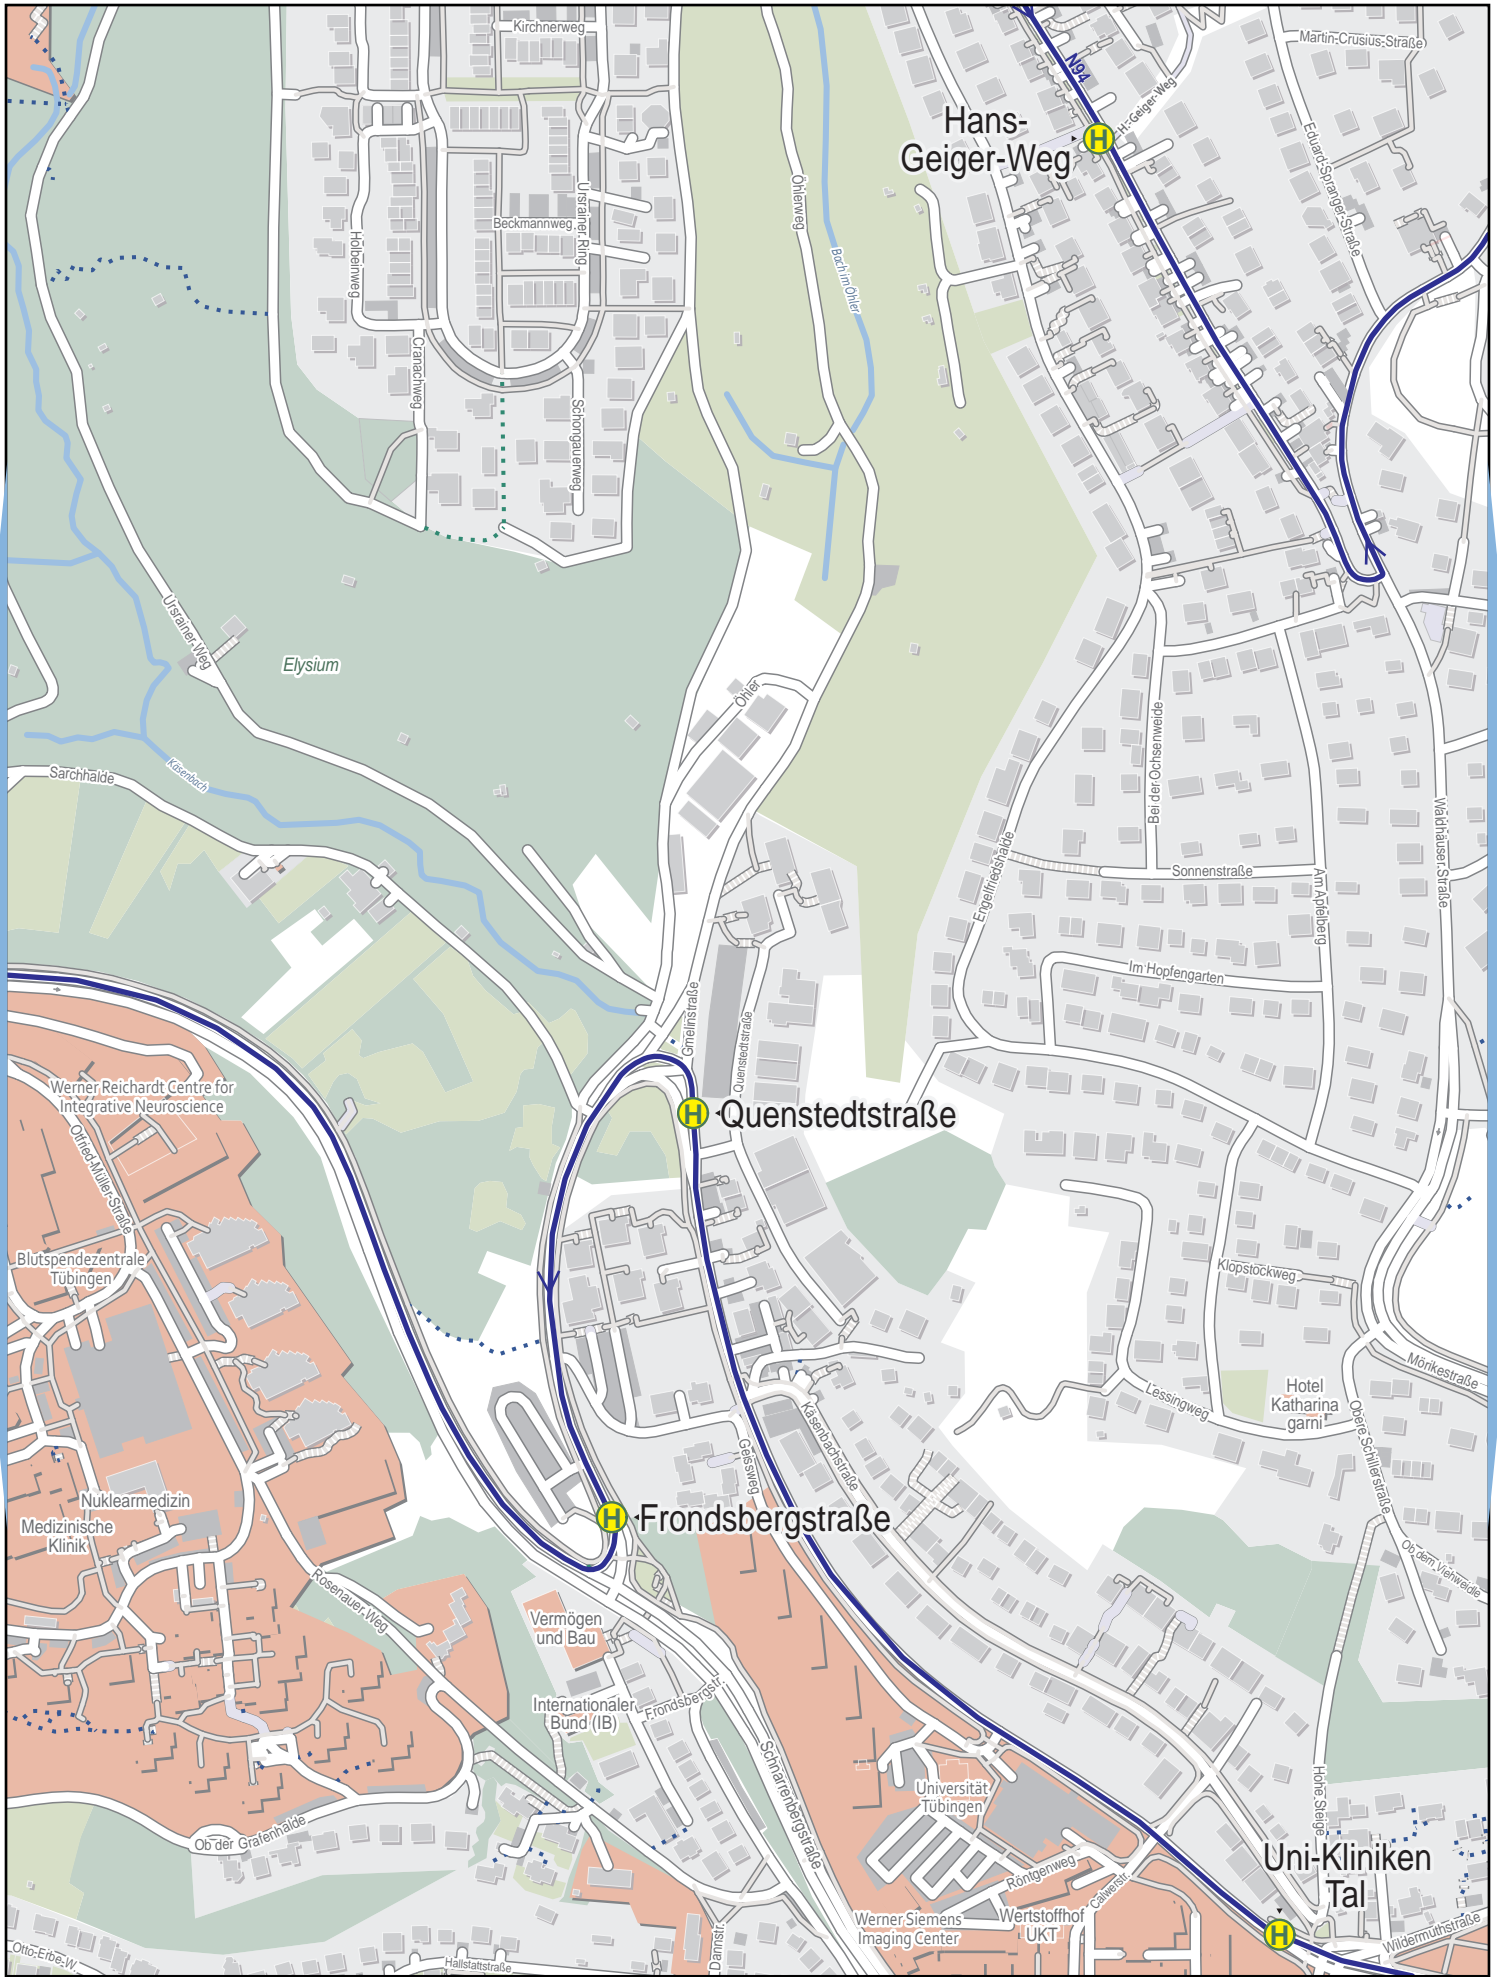 Kirchnerweg
Martin-Crusius-Straße
N94
H.-Geiger-Weg
Hans-
Geiger-Weg
H
Eduard-Spranger-Straße
Öhlerweg
Ursrainer Ring
Beckmannweg
Holbeinweg
Bach im Öhler
Cranachweg
Schongauerweg
Ursrainer-Weg
Elysium
Öhler
Bei der Ochsenweide
Sarchhalde
Käsenbach
Waldhäuser-Straße
Engelfriedshalde
Sonnenstraße
Am Apfelberg
Im Hopfengarten
Gmelinstraße
Quenstedtstraße
Werner Reichardt Centre for
Integrative Neuroscience
H
Quenstedtstraße
Otfried-Müller-Straße
Blutspendezentrale
Tübingen
Klopstockweg
Mörikestraße
Lessingweg
Hotel
Katharina
garni
Obere Schillerstraße
Käsenbachstraße
Geissweg
Nuklearmedizin
Medizinische
Klinik
H
Frondsbergstraße
Ob dem Viehweidle
Rosenauer-Weg
Vermögen
und Bau
Internationaler
Bund (IB)
Frondsbergstr.
Schnarrenbergstraße
Universität
Tübingen
Hohe Steige
Ob der Grafenhalde
Uni-Kliniken
Tal
H
Röntgenweg
Calwerstr.
Werner Siemens
Imaging Center
Wertstoffhof
UKT
Wildermuthstraße
Otto-Erbe-W.
Hallstattstraße
Dannstr.